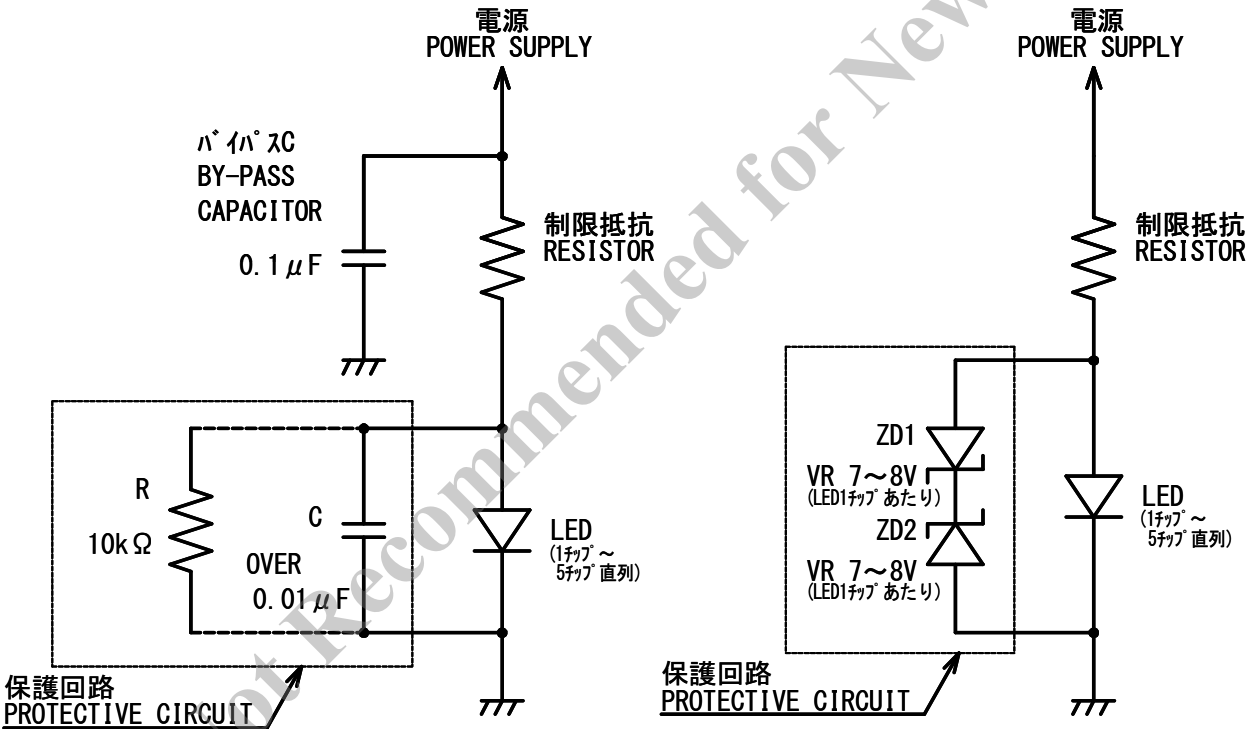 電源
POWER SUPPLY
バイパスC
BY-PASS
CAPACITOR
0.1μF
制限抵抗
RESISTOR
R
10kΩ
C
OVER
0.01μF
LED
(1チップ~
5チップ直列)
保護回路
PROTECTIVE CIRCUIT
電源
POWER SUPPLY
制限抵抗
RESISTOR
ZD1
VR 7~8V
(LED1チップあたり)
ZD2
VR 7~8V
(LED1チップあたり)
LED
(1チップ~
5チップ直列)
保護回路
PROTECTIVE CIRCUIT
Not Recommended for New